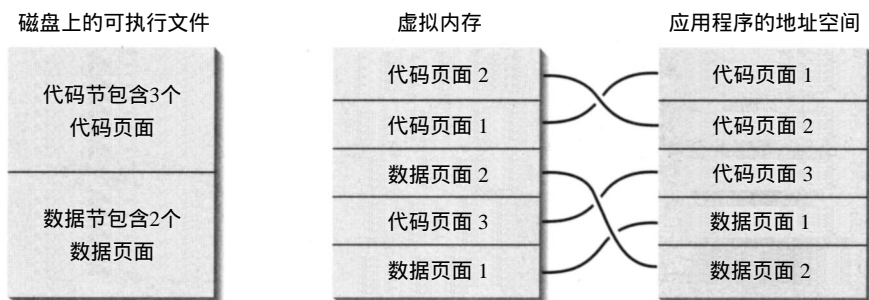 磁盘上的可执行文件
代码节包含3个
代码页面
数据节包含2个
数据页面
虚拟内存
代码页面 2
代码页面 1
数据页面 2
代码页面 3
数据页面 1
应用程序的地址空间
代码页面 1
代码页面 2
代码页面 3
数据页面 1
数据页面 2